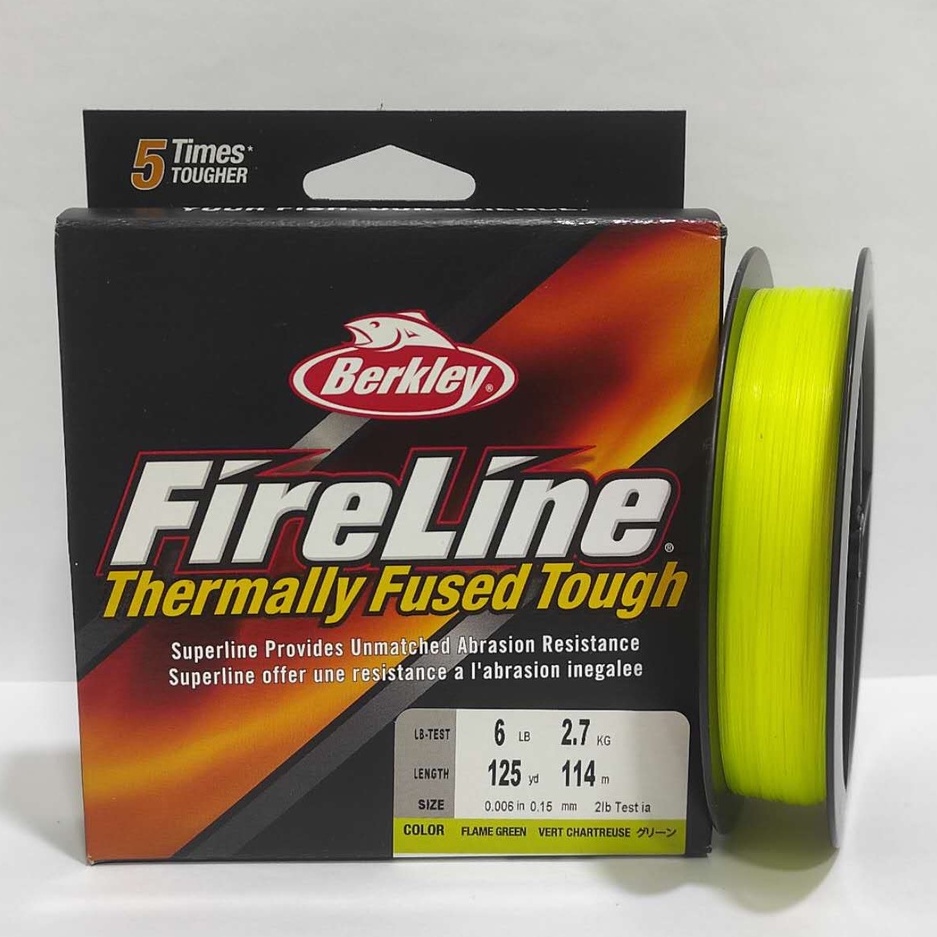 5 Times*
TOUGHER
Berkley®
FireLine®
Thermally Fused Tough
Superline Provides Unmatched Abrasion Resistance
Superline offer une resistance a l'abrasion inegalee
LB-TEST 6 LB 2.7 KG
LENGTH 125 yd 114 m
SIZE 0.006 in 0.15 mm 2lb Test ia
COLOR FLAME GREEN VERT CHARTREUSE グリーン